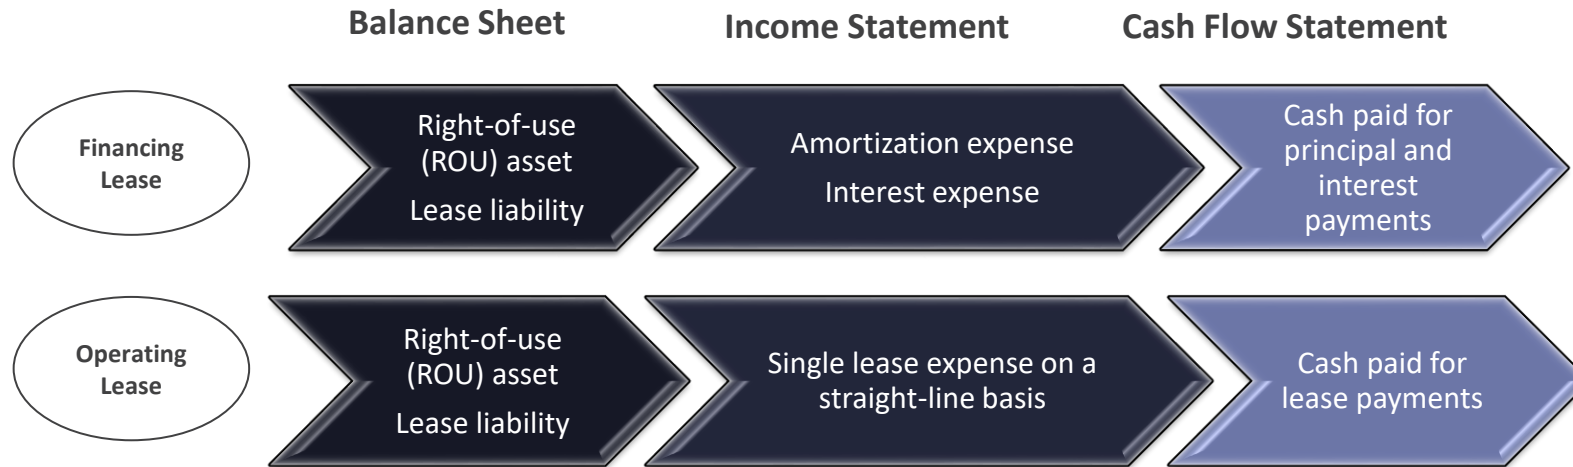 Balance Sheet
Income Statement
Cash Flow Statement
Financing
Lease
Right-of-use
(ROU) asset
Lease liability
Amortization expense
Interest expense
Cash paid for
principal and
interest
payments
Operating
Lease
Right-of-use
(ROU) asset
Lease liability
Single lease expense on a
straight-line basis
Cash paid for
lease payments